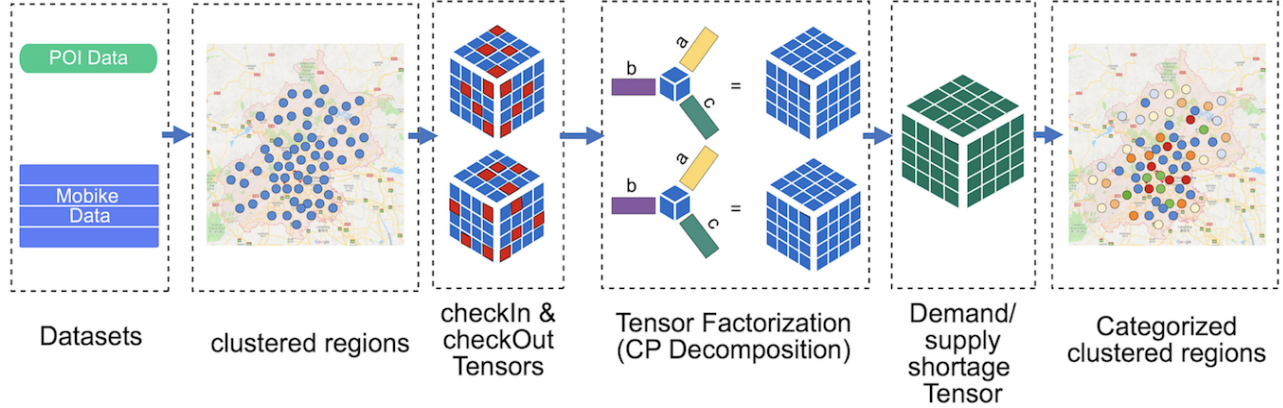 POI Data
Mobike
Data
a
b
c
=
a
b
c
=
Datasets
clustered regions
checkIn &
checkOut
Tensors
Tensor Factorization
(CP Decomposition)
Demand/
supply
shortage
Tensor
Categorized
clustered regions